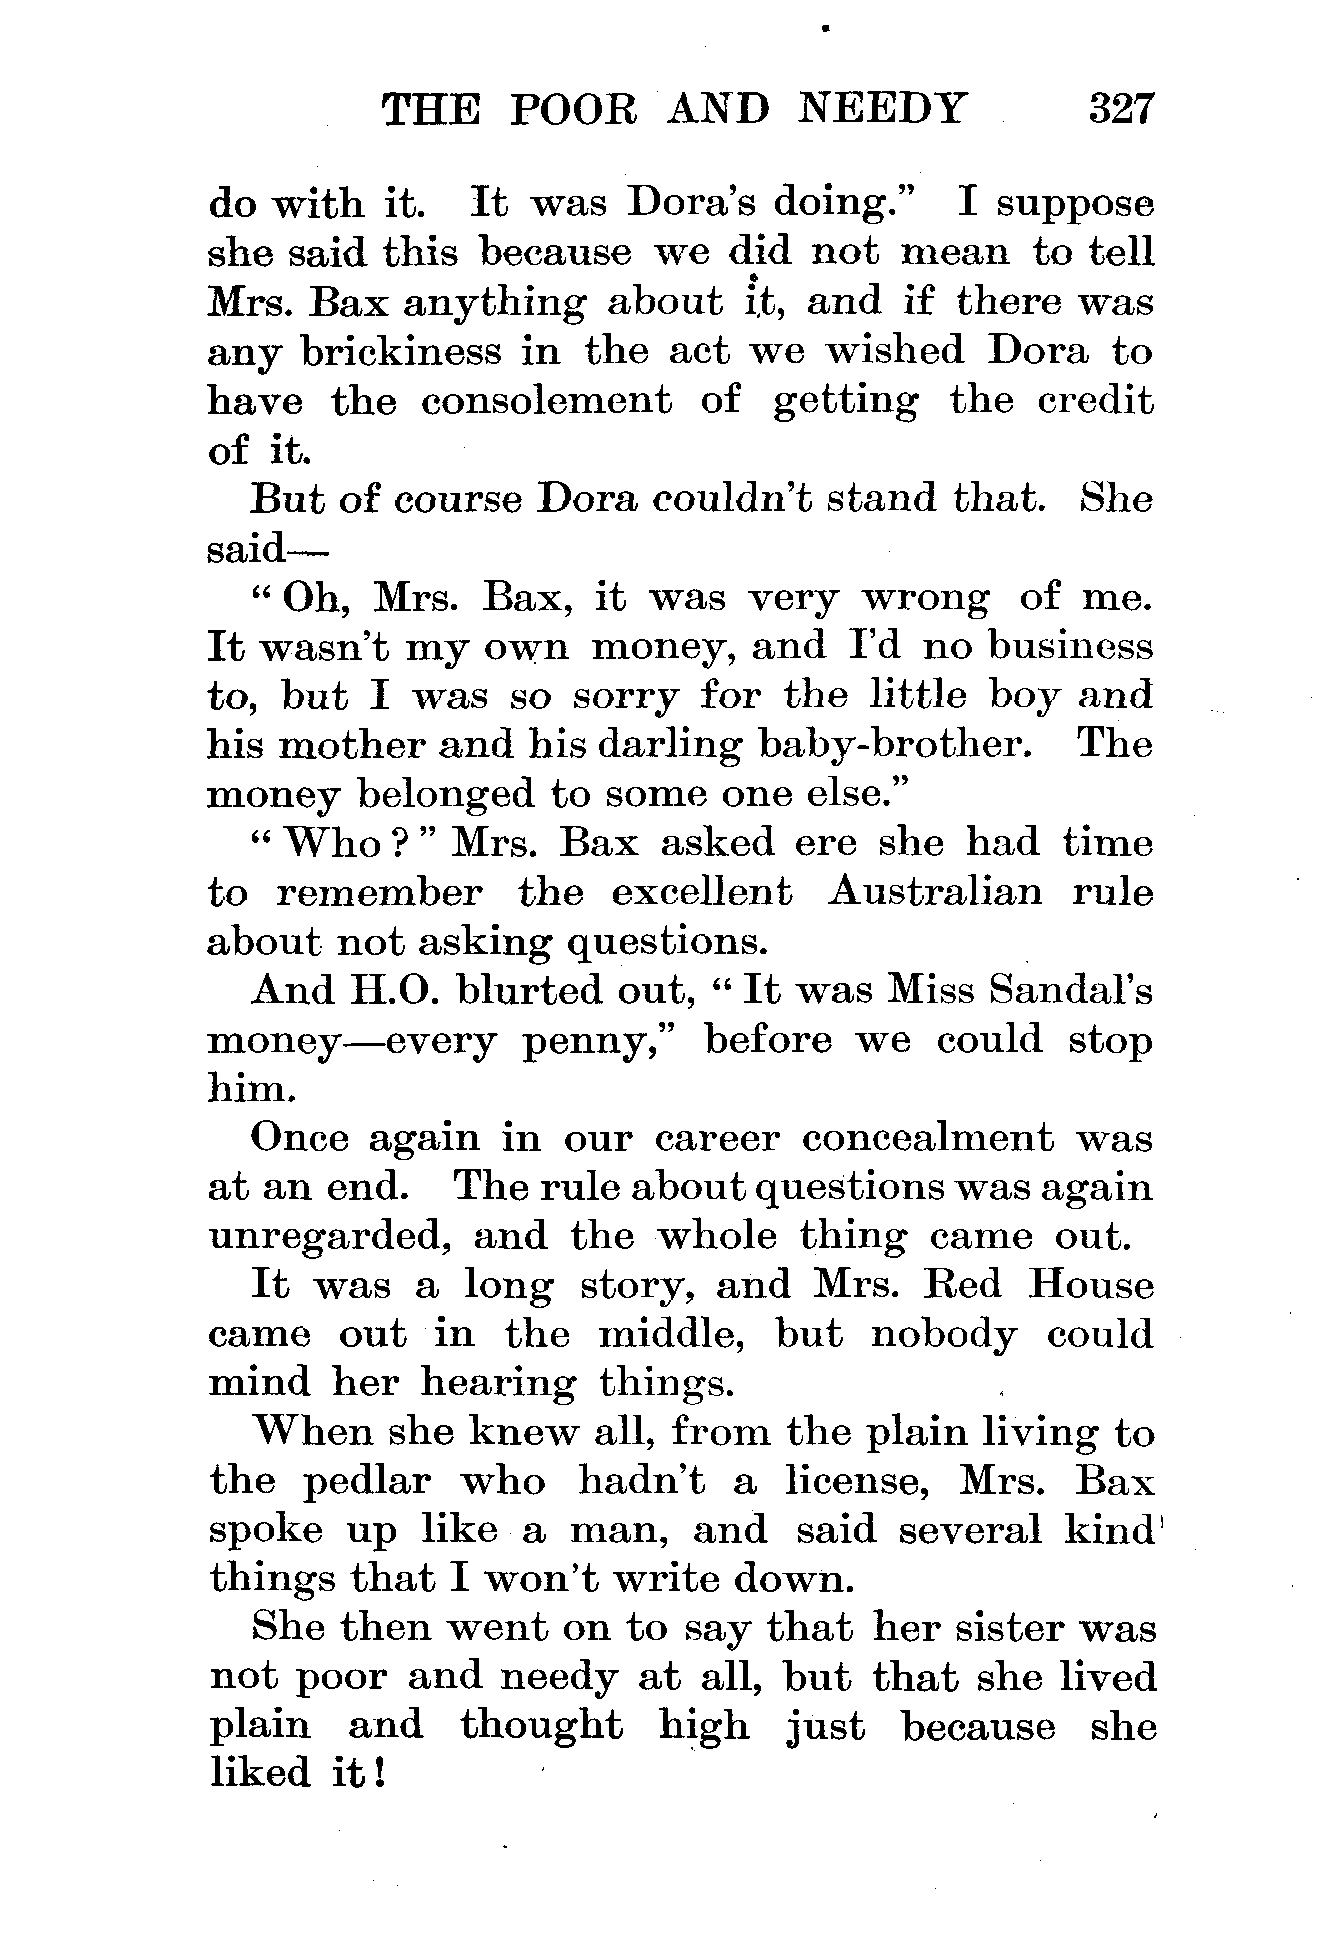 THE POOR AND NEEDY 327
do with it. It was Dora's doing.” I suppose
she said this because we did not mean to tell
Mrs. Bax anything about it, and if there was
any brickiness in the act we wished Dora to
have the consolement of getting the credit
of it.
But of course Dora couldn't stand that. She
said—
“ Oh, Mrs. Bax, it was very wrong of me.
It wasn't my own money, and I'd no business
to, but I was so sorry for the little boy and
his mother and his darling baby-brother. The
money belonged to some one else.”
“ Who ? ” Mrs. Bax asked ere she had time
to remember the excellent Australian rule
about not asking questions.
And H.O. blurted out, “ It was Miss Sandal's
money—every penny,” before we could stop
him.
Once again in our career concealment was
at an end. The rule about questions was again
unregarded, and the whole thing came out.
It was a long story, and Mrs. Red House
came out in the middle, but nobody could
mind her hearing things.
When she knew all, from the plain living to
the pedlar who hadn't a license, Mrs. Bax
spoke up like a man, and said several kind
things that I won't write down.
She then went on to say that her sister was
not poor and needy at all, but that she lived
plain and thought high just because she
liked it !